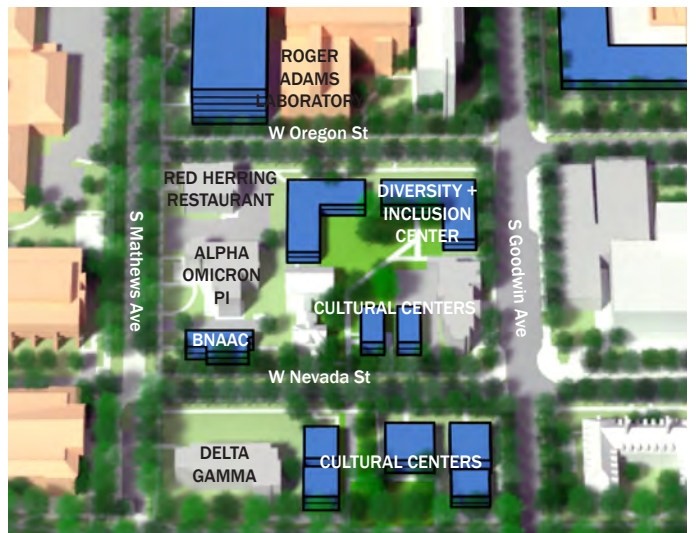 ROGER
ADAMS
LABORATORY
W Oregon St
RED HERRING
RESTAURANT
DIVERSITY +
INCLUSION
CENTER
S Mathews Ave
S Goodwin Ave
ALPHA
OMICRON
PI
CULTURAL CENTERS
BNAAC
W Nevada St
DELTA
GAMMA
CULTURAL CENTERS